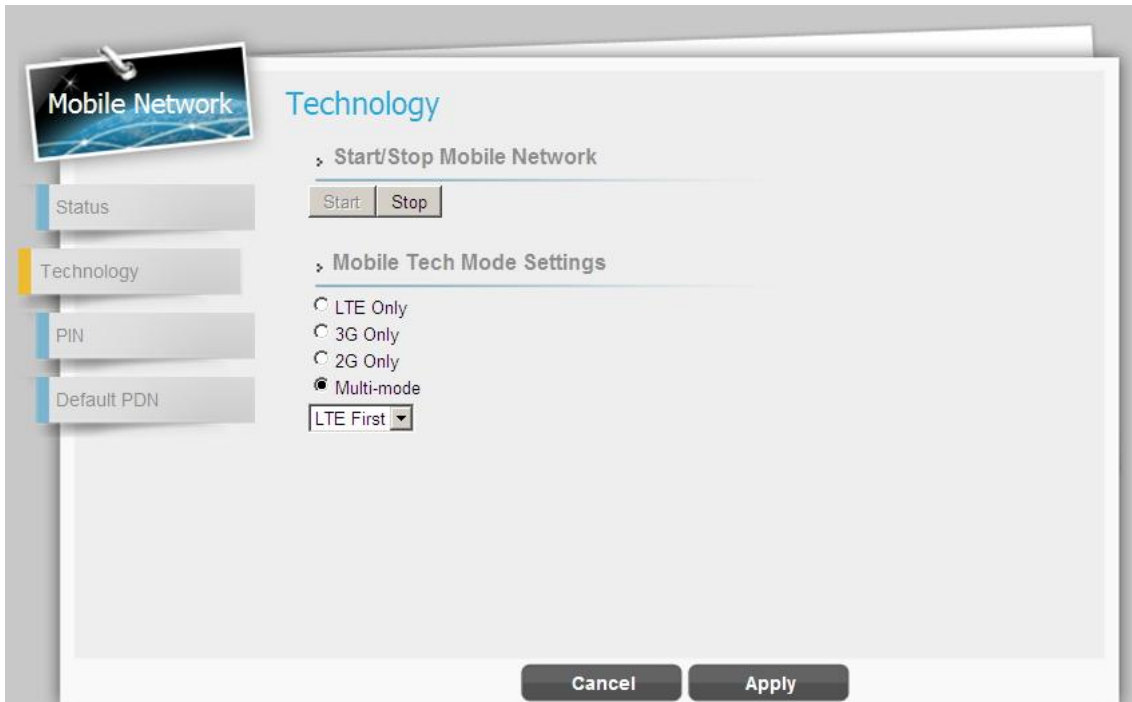 Mobile Network
Technology
Start/Stop Mobile Network
Start Stop
Status
Technology
PIN
Default PDN
Mobile Tech Mode Settings
LTE Only
3G Only
2G Only
Multi-mode
LTE First
Cancel Apply